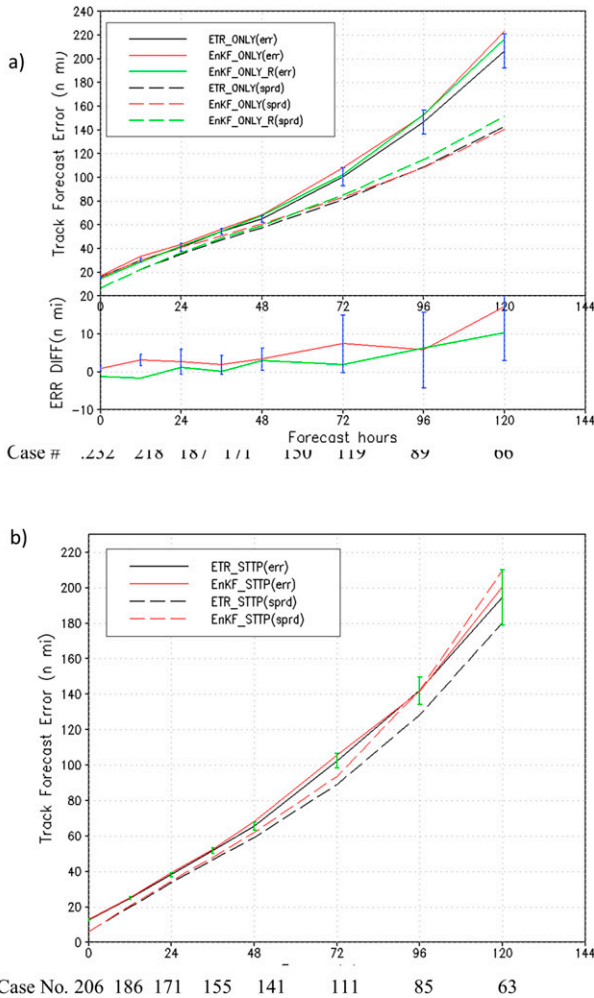 a)
Track Forecast Error (n mi)
240
220
200
180
160
140
120
100
80
60
40
20
0 24 48 72 96 120 144
ETR_ONLY(err)
EnKF_ONLY(err)
EnKF_ONLY_R(err)
ETR_ONLY(sprd)
EnKF_ONLY(sprd)
EnKF_ONLY_R(sprd)
ERR DIFF(n mi)
20
10
0
-10
0 24 48 72 96 120 144
Forecast hours
Case # .232 218 187 171 150 119 89 66
b)
Track Forecast Error (n mi)
220
200
180
160
140
120
100
80
60
40
20
0
ETR_STTP(err)
EnKF_STTP(err)
ETR_STTP(sprd)
EnKF_STTP(sprd)
0 24 48 72 96 120 144
Case No. 206 186 171 155 141 111 85 63